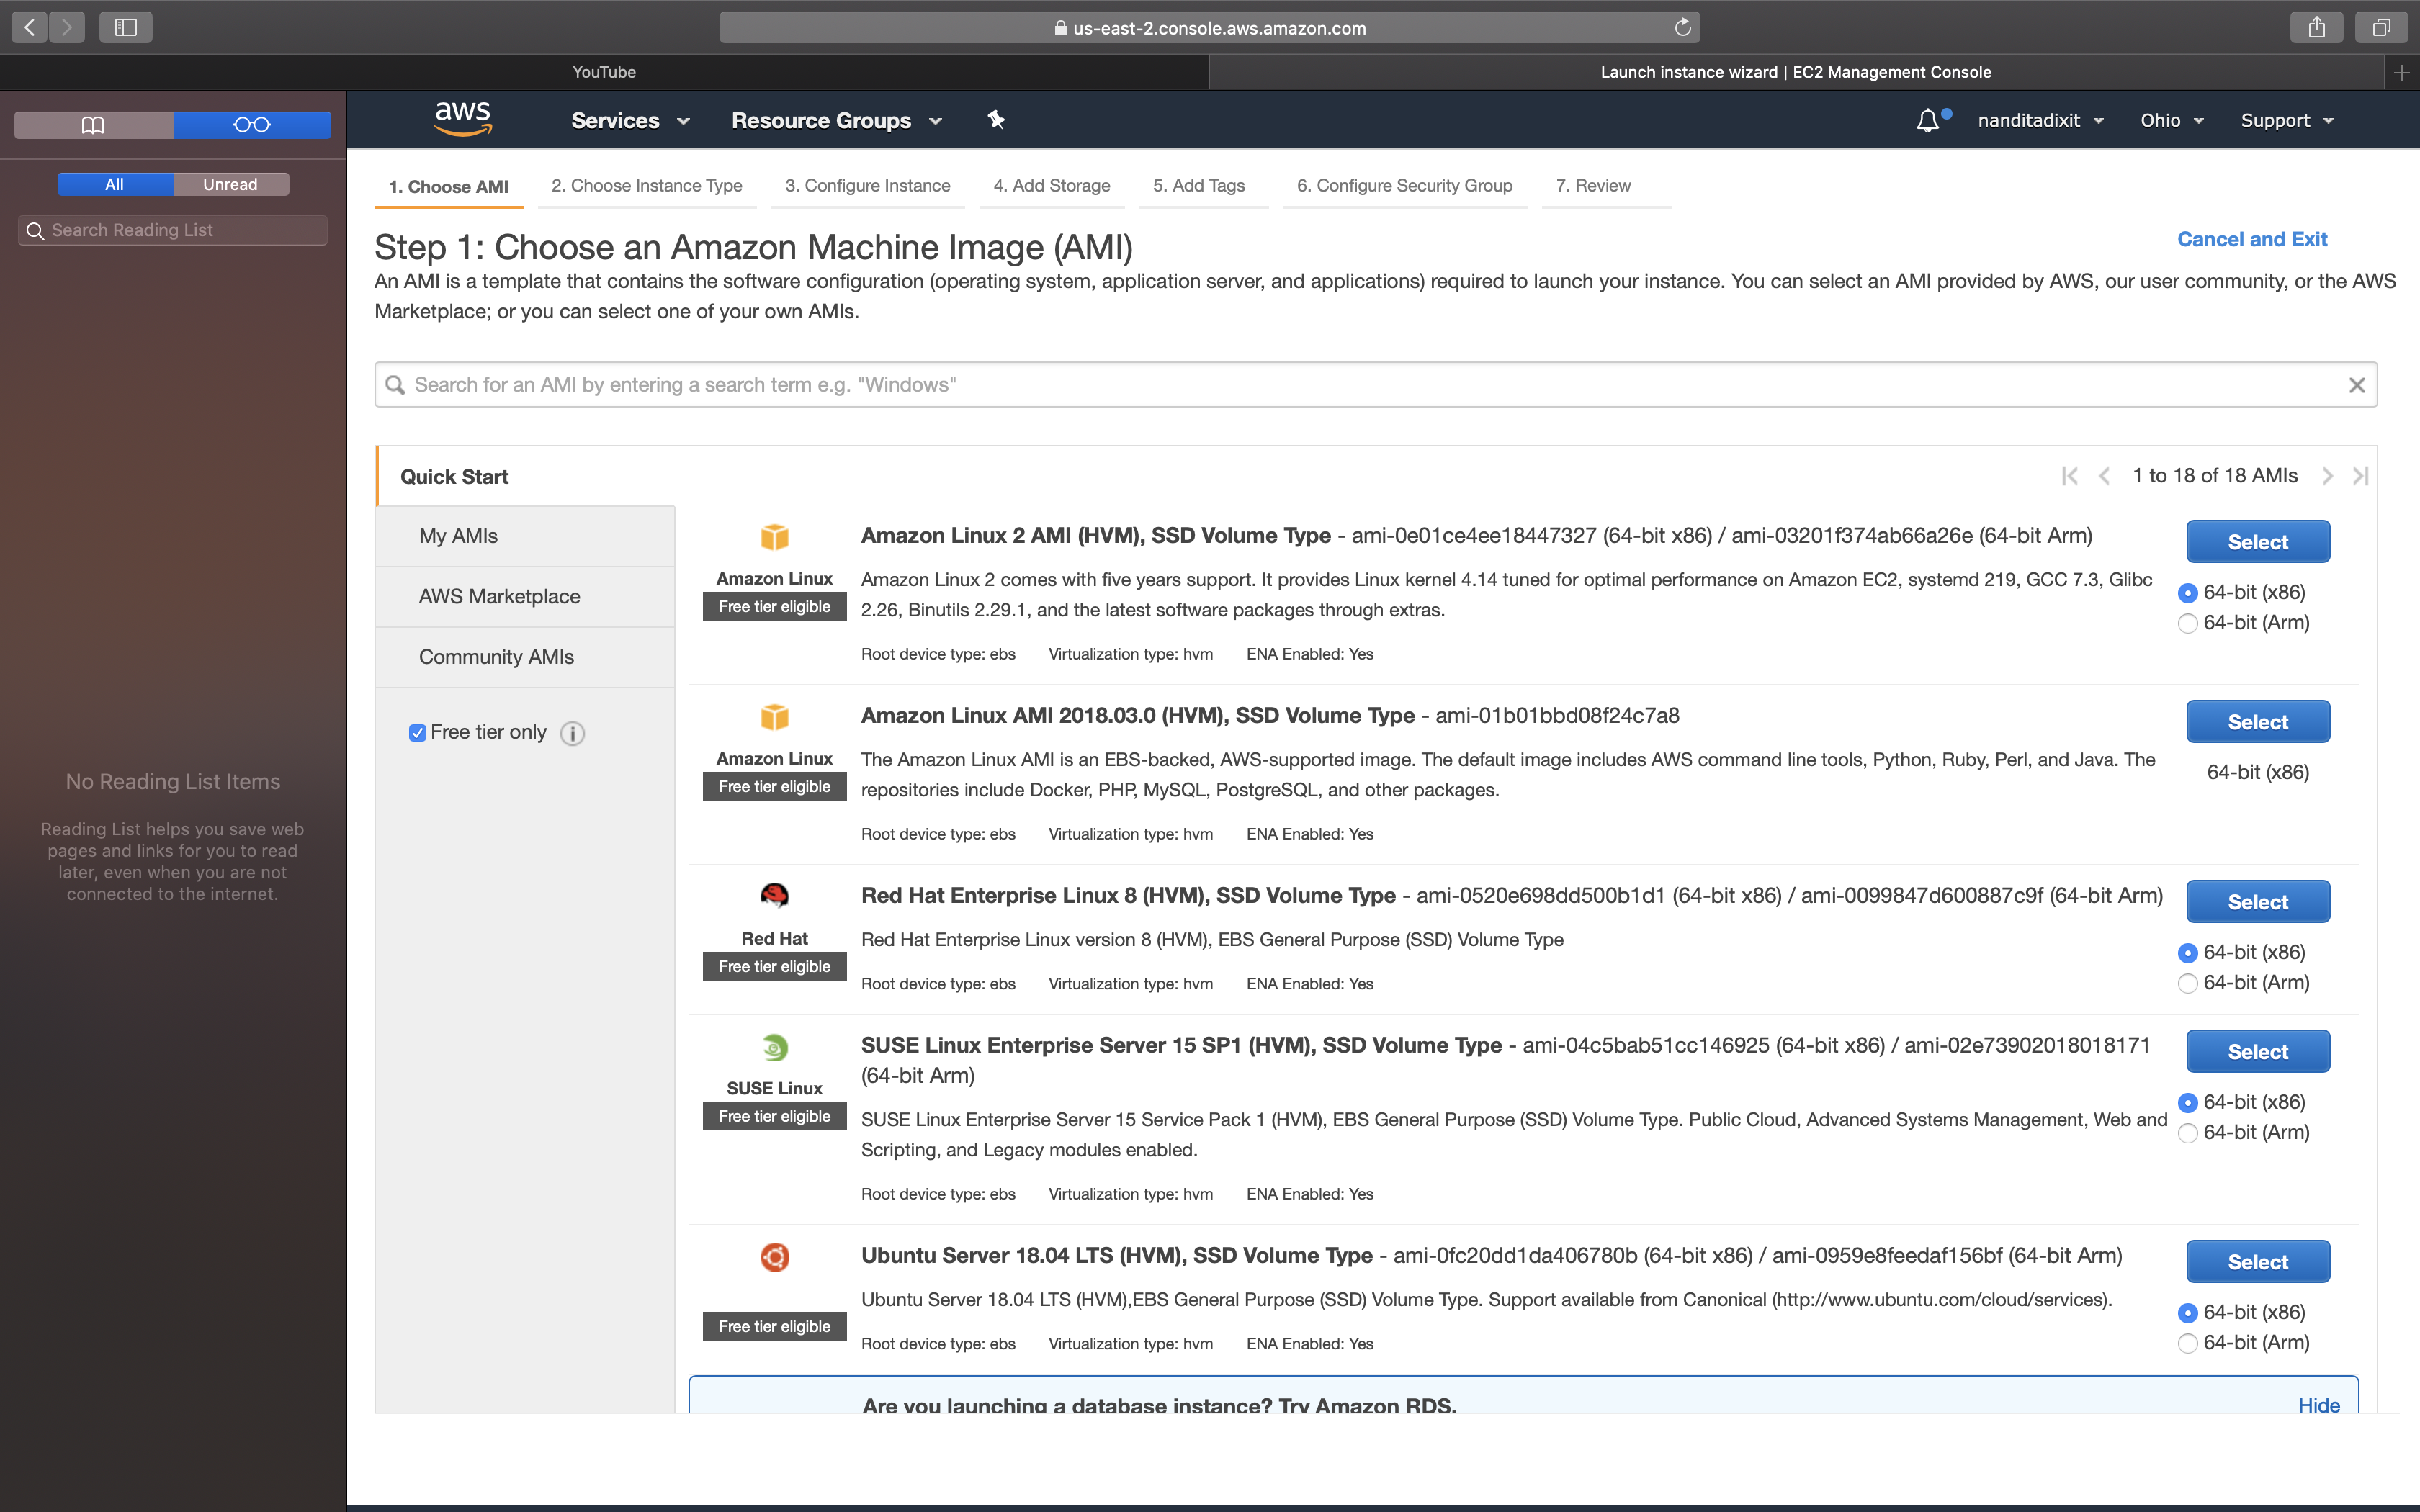 us-east-2.console.aws.amazon.com
YouTube
Launch instance wizard | EC2 Management Console
All
Unread
Search Reading List
No Reading List Items
Reading List helps you save web
pages and links for you to read
later, even when you are not
connected to the internet.
aws
Services
Resource Groups
nanditadixit
Ohio
Support
1. Choose AMI
2. Choose Instance Type
3. Configure Instance
4. Add Storage
5. Add Tags
6. Configure Security Group
7. Review
Step 1: Choose an Amazon Machine Image (AMI)
Cancel and Exit
An AMI is a template that contains the software configuration (operating system, application server, and applications) required to launch your instance. You can select an AMI provided by AWS, our user community, or the AWS
Marketplace; or you can select one of your own AMIs.
Search for an AMI by entering a search term e.g. "Windows"
Quick Start
My AMIs
AWS Marketplace
Community AMIs
Free tier only
1 to 18 of 18 AMIs
Amazon Linux
Free tier eligible
Amazon Linux 2 AMI (HVM), SSD Volume Type - ami-0e01ce4ee18447327 (64-bit x86) / ami-03201f374ab66a26e (64-bit Arm)
Amazon Linux 2 comes with five years support. It provides Linux kernel 4.14 tuned for optimal performance on Amazon EC2, systemd 219, GCC 7.3, Glibc
2.26, Binutils 2.29.1, and the latest software packages through extras.
Root device type: ebs Virtualization type: hvm ENA Enabled: Yes
Select
64-bit (x86)
64-bit (Arm)
Amazon Linux
Free tier eligible
Amazon Linux AMI 2018.03.0 (HVM), SSD Volume Type - ami-01b01bbd08f24c7a8
The Amazon Linux AMI is an EBS-backed, AWS-supported image. The default image includes AWS command line tools, Python, Ruby, Perl, and Java. The
repositories include Docker, PHP, MySQL, PostgreSQL, and other packages.
Root device type: ebs Virtualization type: hvm ENA Enabled: Yes
Select
64-bit (x86)
Red Hat
Free tier eligible
Red Hat Enterprise Linux 8 (HVM), SSD Volume Type - ami-0520e698dd500b1d1 (64-bit x86) / ami-0099847d600887c9f (64-bit Arm)
Red Hat Enterprise Linux version 8 (HVM), EBS General Purpose (SSD) Volume Type
Root device type: ebs Virtualization type: hvm ENA Enabled: Yes
Select
64-bit (x86)
64-bit (Arm)
SUSE Linux
Free tier eligible
SUSE Linux Enterprise Server 15 SP1 (HVM), SSD Volume Type - ami-04c5bab51cc146925 (64-bit x86) / ami-02e73902018018171
(64-bit Arm)
SUSE Linux Enterprise Server 15 Service Pack 1 (HVM), EBS General Purpose (SSD) Volume Type. Public Cloud, Advanced Systems Management, Web and
Scripting, and Legacy modules enabled.
Root device type: ebs Virtualization type: hvm ENA Enabled: Yes
Select
64-bit (x86)
64-bit (Arm)
Free tier eligible
Ubuntu Server 18.04 LTS (HVM), SSD Volume Type - ami-0fc20dd1da406780b (64-bit x86) / ami-0959e8feedaf156bf (64-bit Arm)
Ubuntu Server 18.04 LTS (HVM),EBS General Purpose (SSD) Volume Type. Support available from Canonical (http://www.ubuntu.com/cloud/services).
Root device type: ebs Virtualization type: hvm ENA Enabled: Yes
Select
64-bit (x86)
64-bit (Arm)
Are you launching a database instance? Try Amazon RDS.
Hide